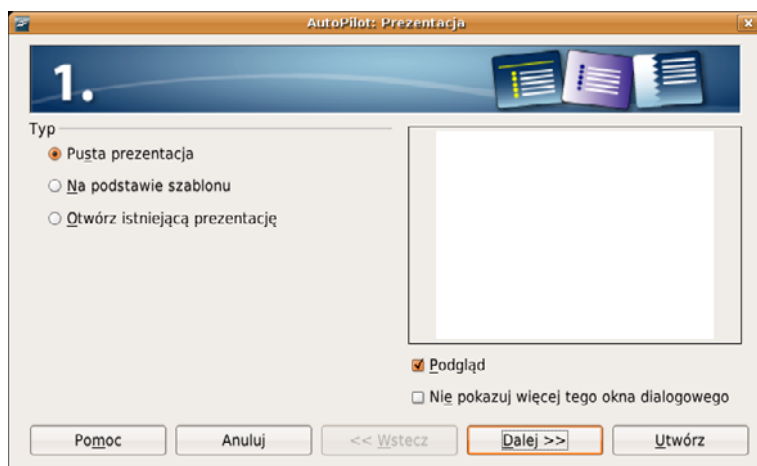 AutoPilot: Prezentacja
1.
Typ
Pusta prezentacja
Na podstawie szablonu
Otwórz istniejącą prezentację
Podgląd
Nie pokazuj więcej tego okna dialogowego
Pomoc
Anuluj
<< Wstecz
Dalej >>
Utwórz